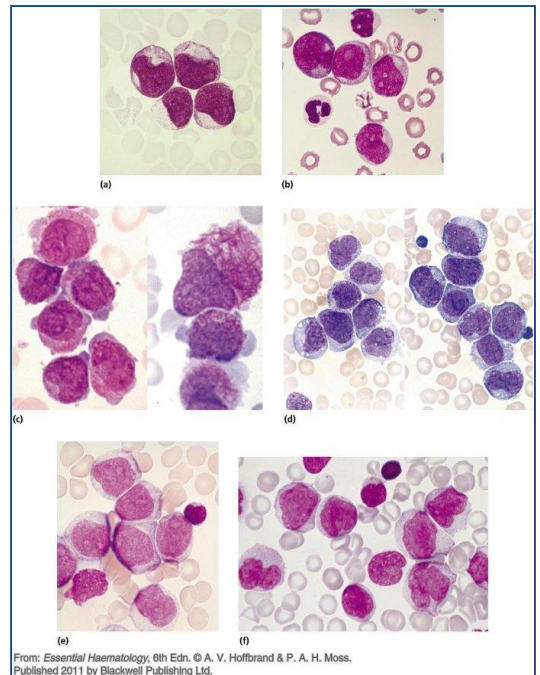 (a)
(b)
(c)
(d)
(e)
(f)
From: Essential Haematology, 6th Edn. © A. V. Hoffbrand & P. A. H. Moss.
Published 2011 by Blackwell Publishing Ltd.